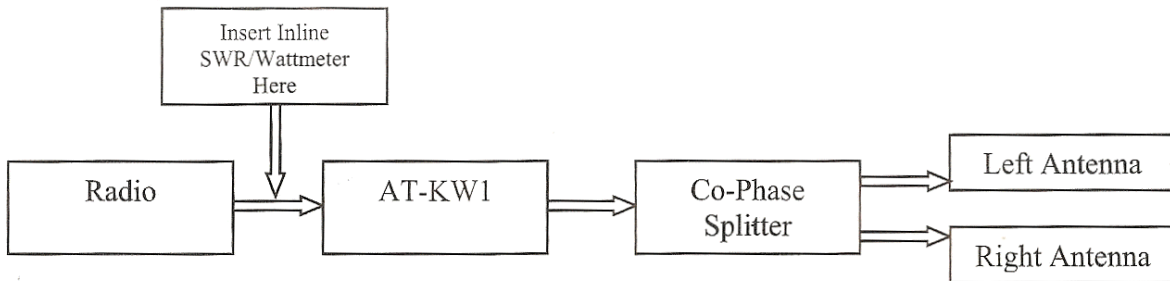 Insert Inline
SWR/Wattmeter
Here
Radio
AT-KW1
Co-Phase
Splitter
Left Antenna
Right Antenna